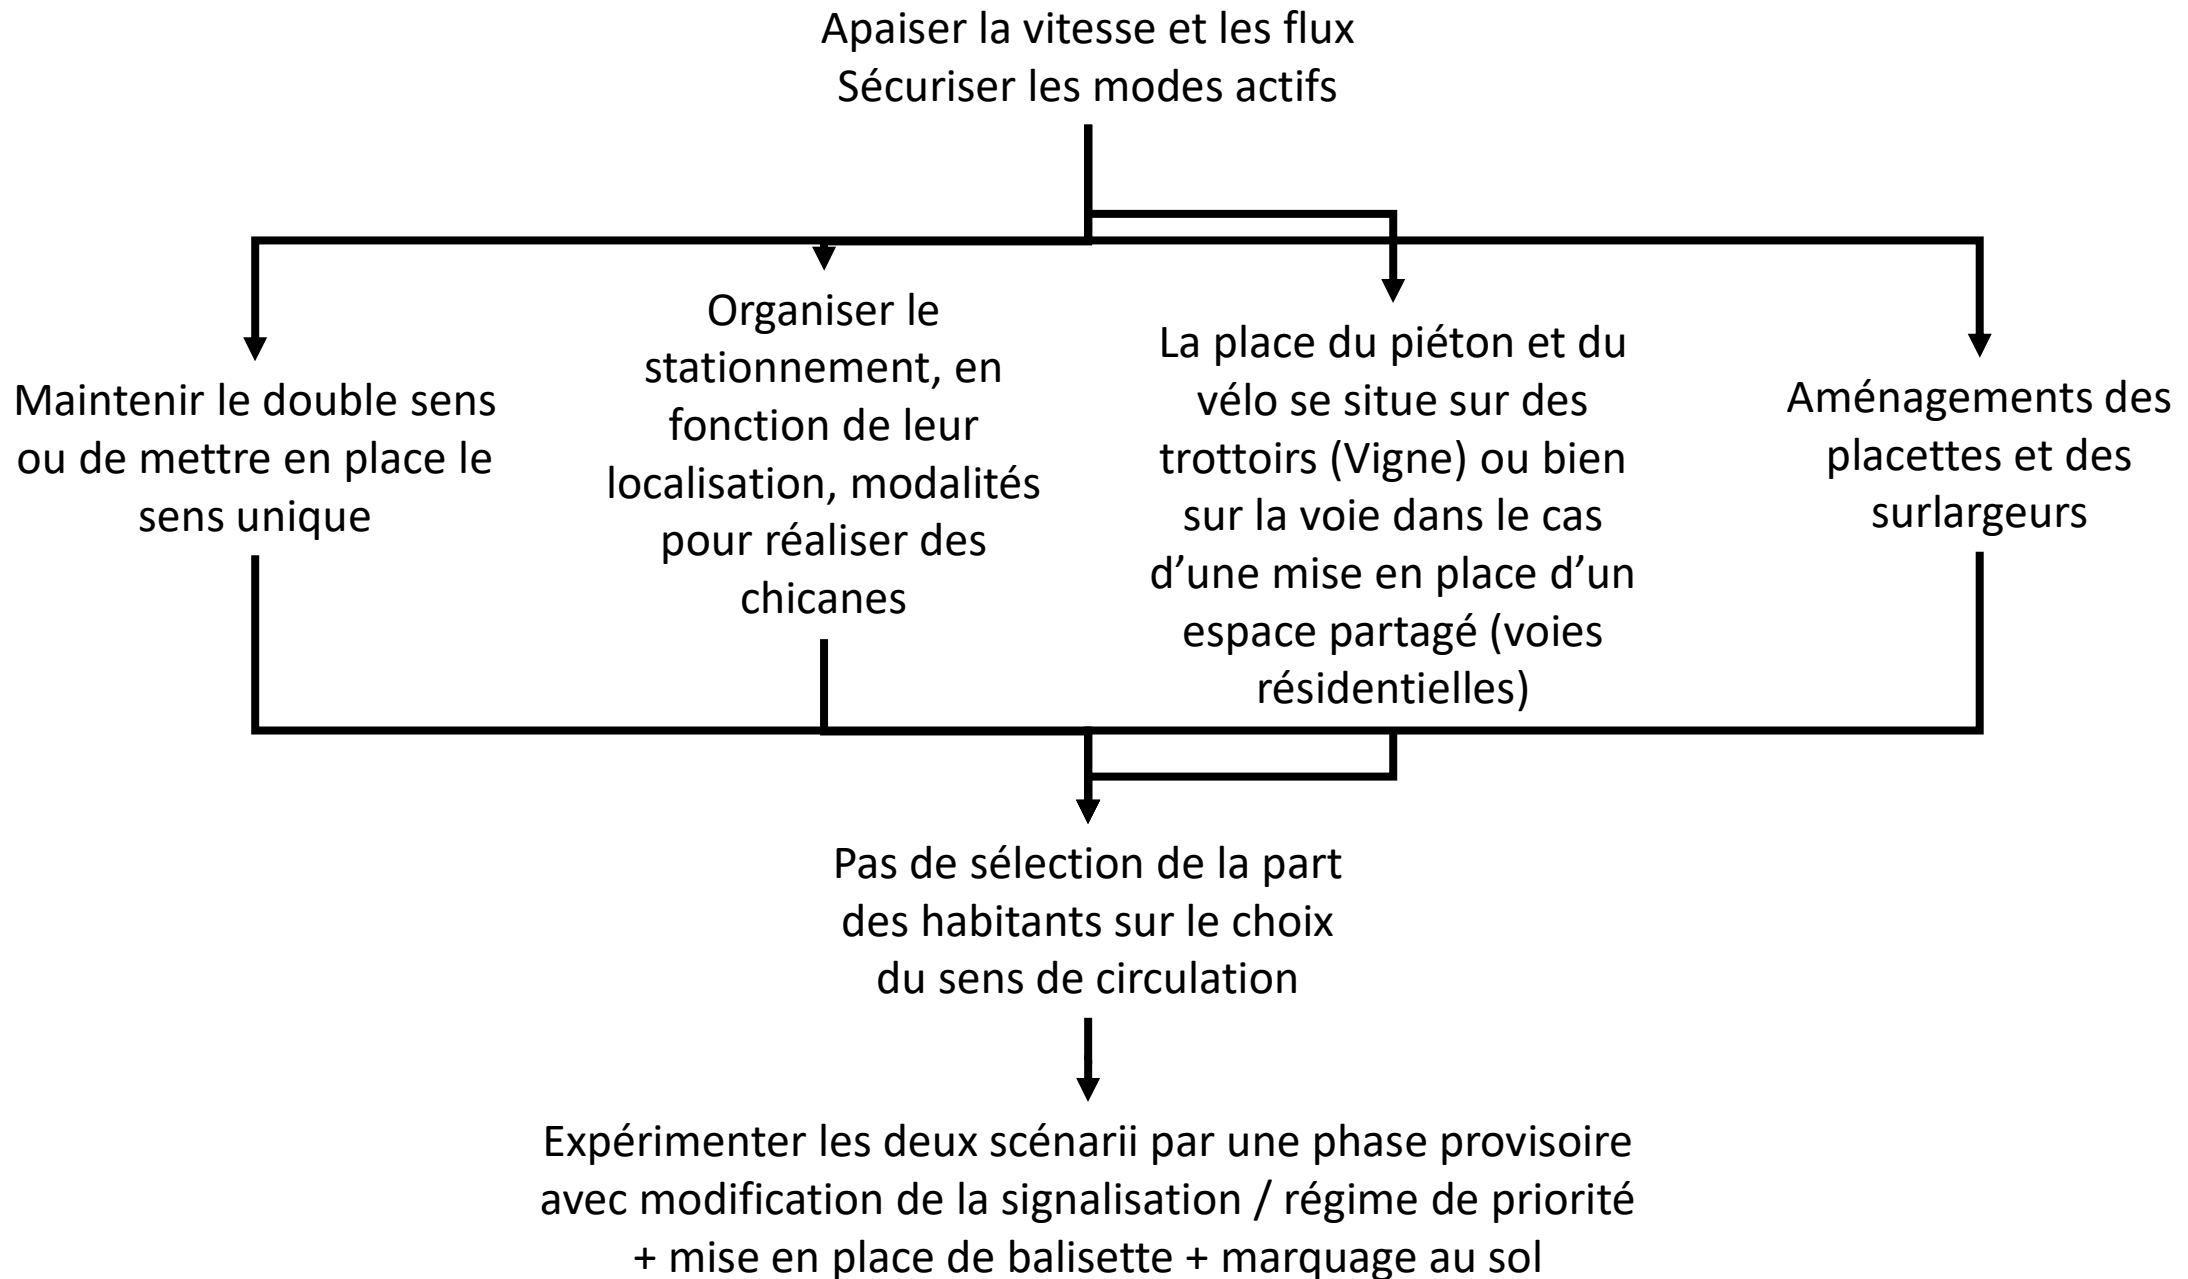 Apaiser la vitesse et les flux
Sécuriser les modes actifs
Maintenir le double sens
ou de mettre en place le
sens unique
Organiser le
stationnement, en
fonction de leur
localisation, modalités
pour réaliser des
chicanes
La place du piéton et du
vélo se situe sur des
trottoirs (Vigne) ou bien
sur la voie dans le cas
d’une mise en place d’un
espace partagé (voies
résidentielles)
Aménagements des
placettes et des
surlargeurs
Pas de sélection de la part
des habitants sur le choix
du sens de circulation
Expérimenter les deux scénarii par une phase provisoire
avec modification de la signalisation / régime de priorité
+ mise en place de balisette + marquage au sol